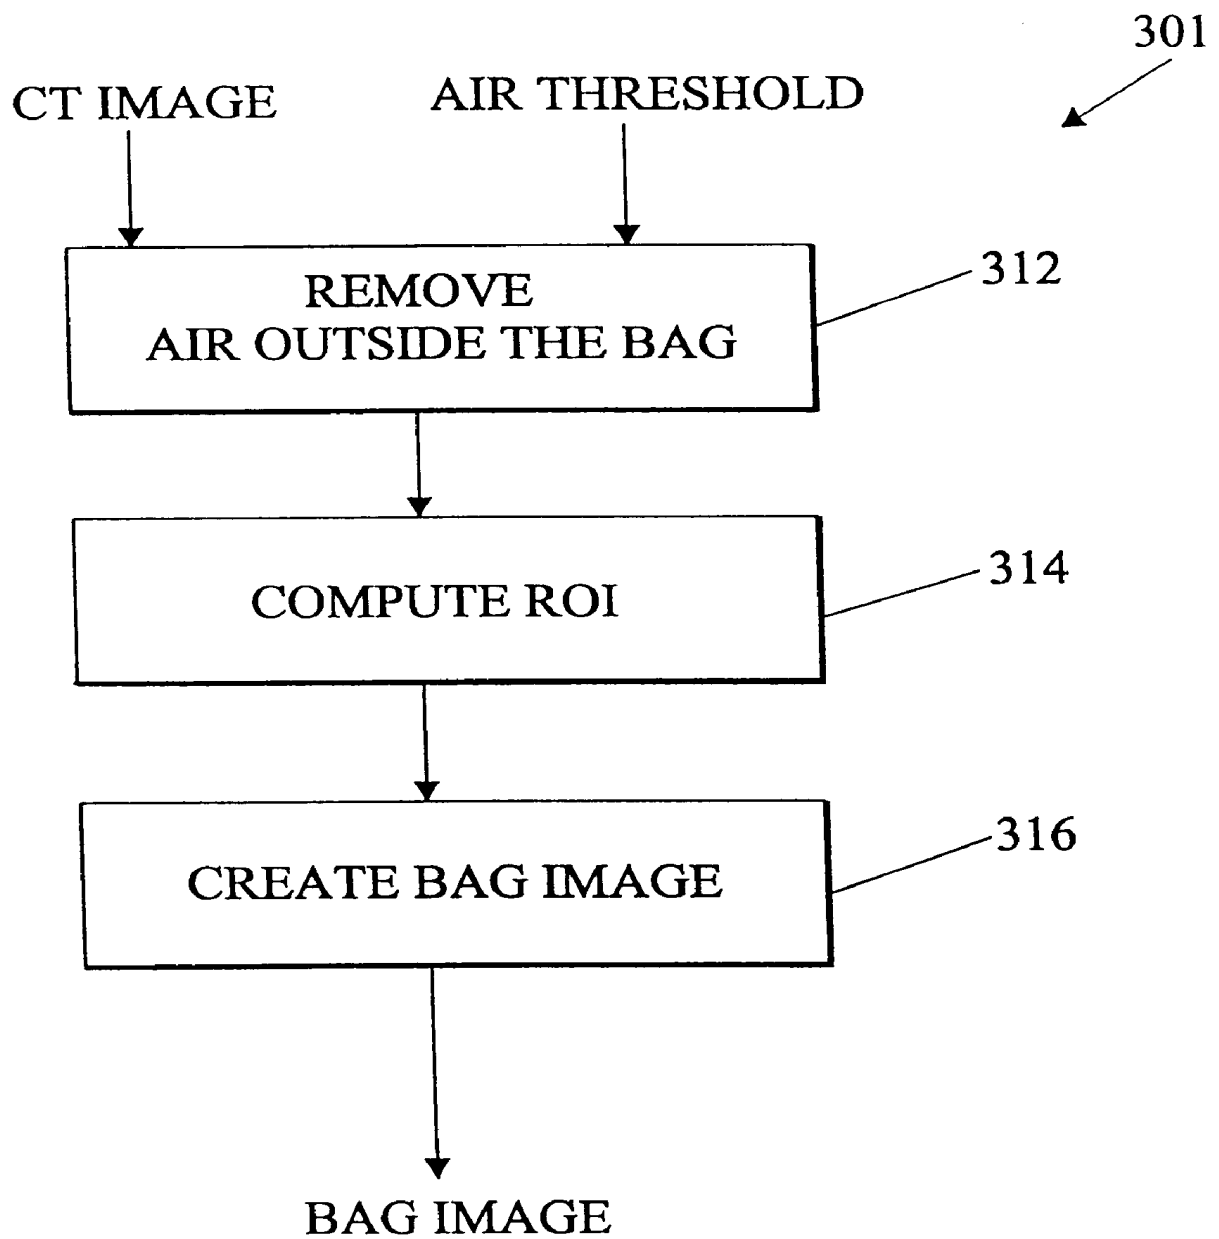 301
CT IMAGE
AIR THRESHOLD
REMOVE
AIR OUTSIDE THE BAG
312
COMPUTE ROI
314
CREATE BAG IMAGE
316
BAG IMAGE